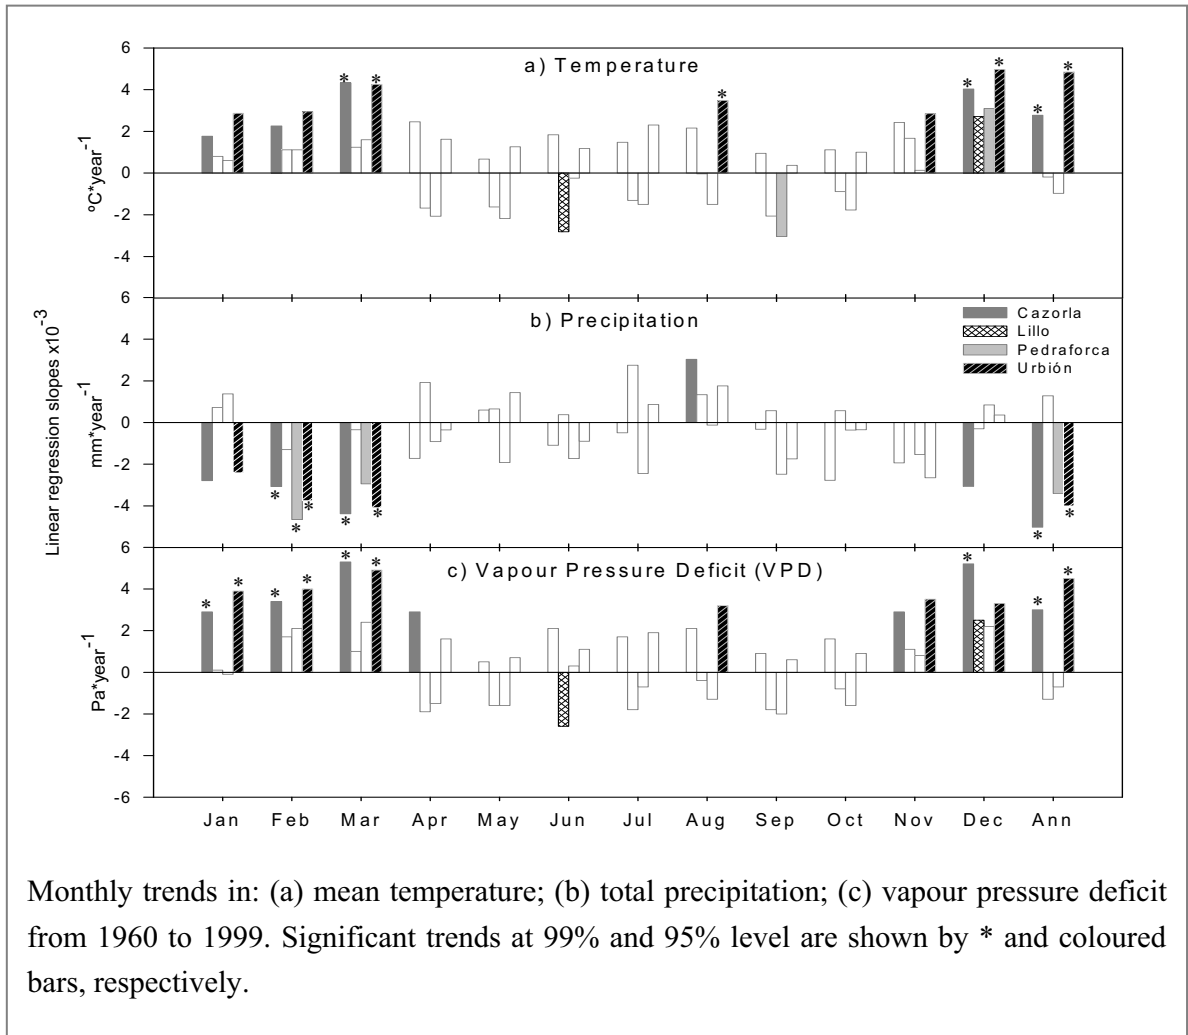 a) Temperature
6
4
2
0
-2
-4
ºC*year-1
* * * * * * *
b) Precipitation
6
4
2
0
-2
-4
mm*year-1
Linear regression slopes x10-3
Cazorla
Lillo
Pedraforca
Urbión
* * * * * * *
c) Vapour Pressure Deficit (VPD)
6
4
2
0
-2
-4
-6
Pa*year-1
* * * * * * * * *
Jan Feb Mar Apr May Jun Jul Aug Sep Oct Nov Dec Ann
Monthly trends in: (a) mean temperature; (b) total precipitation; (c) vapour pressure deficit
from 1960 to 1999. Significant trends at 99% and 95% level are shown by * and coloured
bars, respectively.